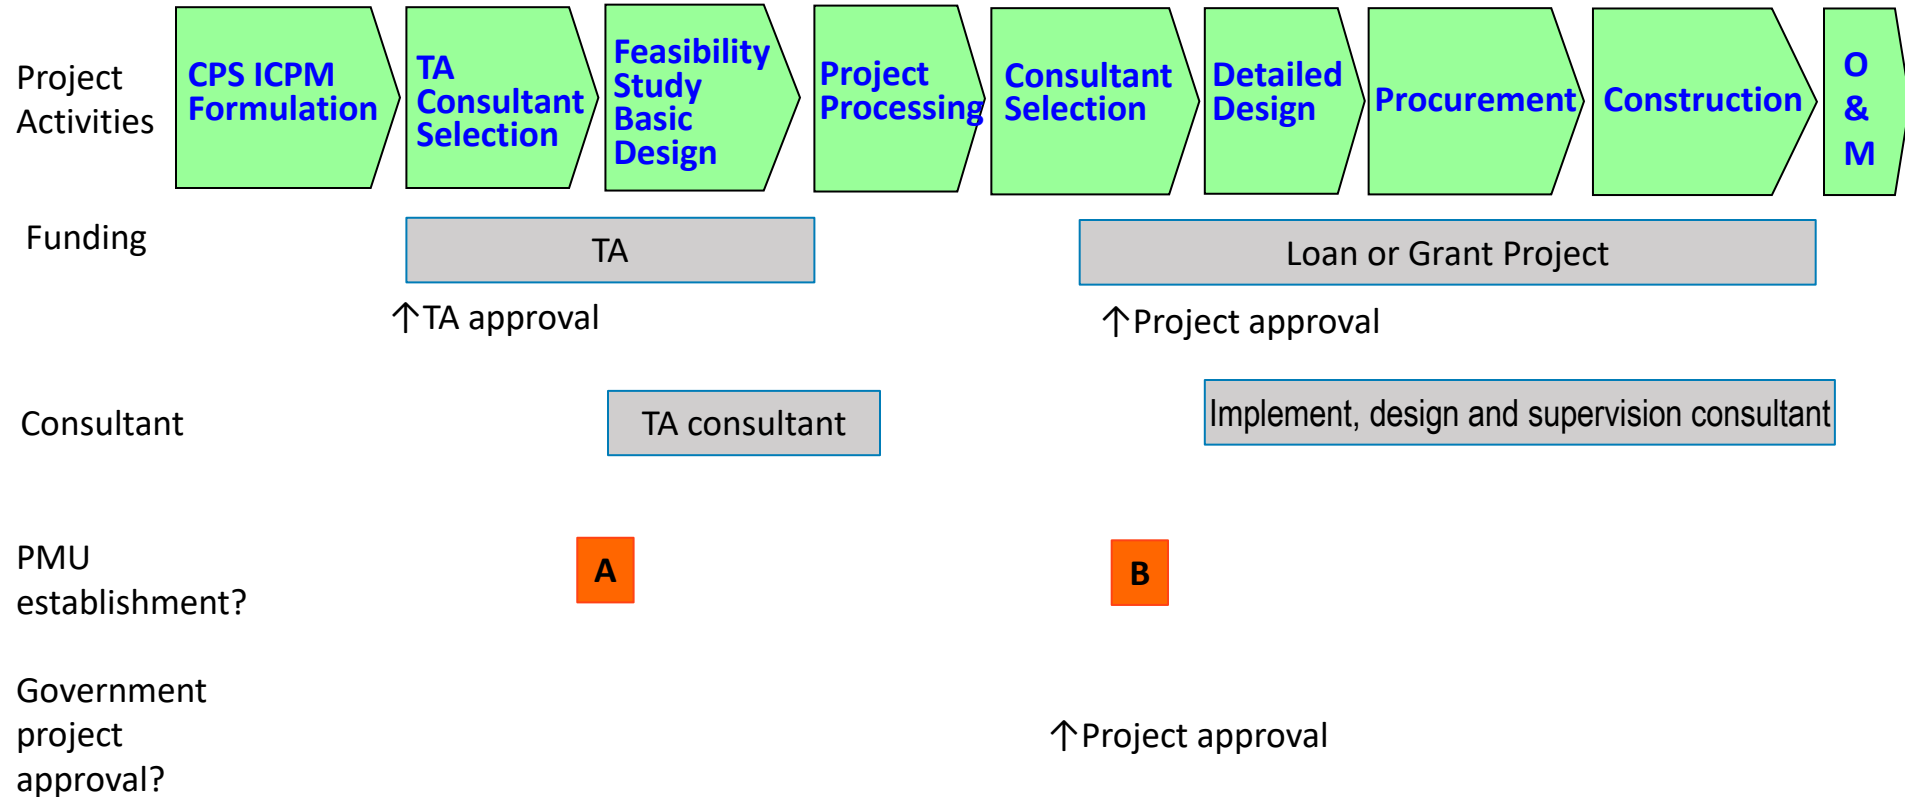 Project
Activities
CPS ICPM
Formulation
TA
Consultant
Selection
Feasibility
Study
Basic
Design
Project
Processing
Consultant
Selection
Detailed
Design
Procurement
Construction
O
&
M
Funding
TA
Loan or Grant Project
↑TA approval
↑Project approval
Consultant
TA consultant
Implement, design and supervision consultant
PMU
establishment?
A
B
Government
project
approval?
↑Project approval